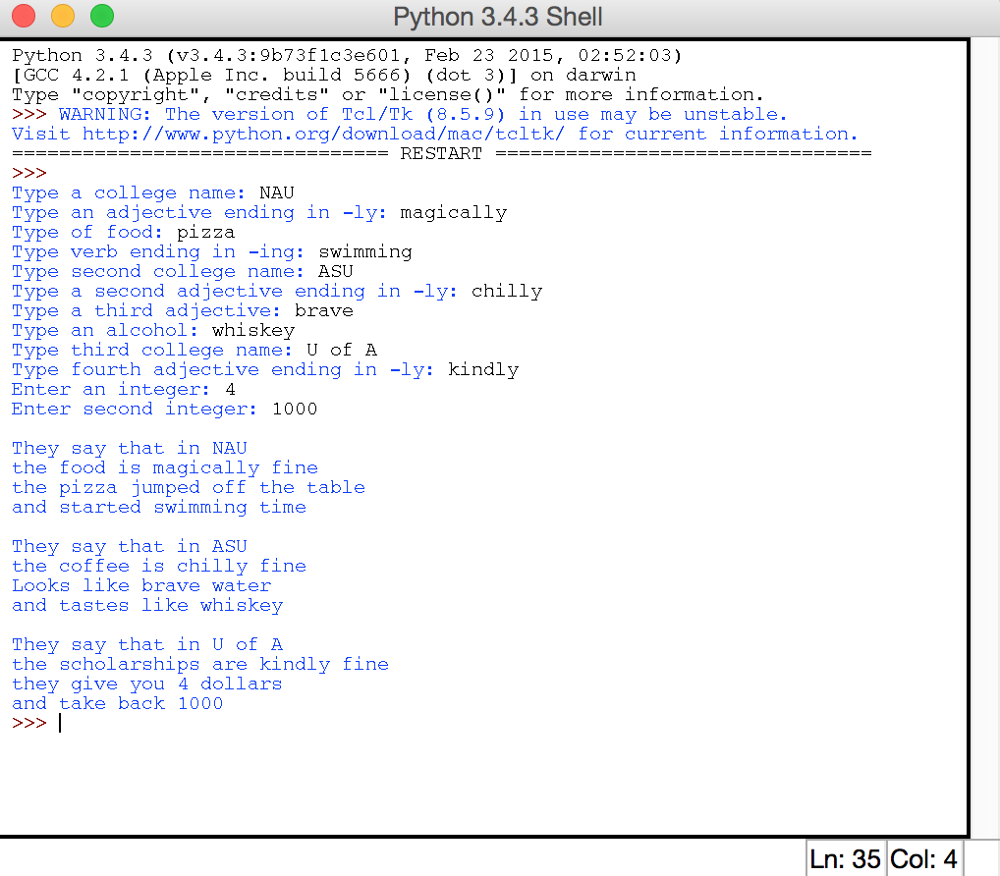 Python 3.4.3 Shell
Python 3.4.3 (v3.4.3:9b73f1c3e601, Feb 23 2015, 02:52:03)
[GCC 4.2.1 (Apple Inc. build 5666) (dot 3)] on darwin
Type "copyright", "credits" or "license()" for more information.
>>> WARNING: The version of Tcl/Tk (8.5.9) in use may be unstable.
Visit http://www.python.org/download/mac/tcltk/ for current information.
================================ RESTART ================================
>>>
Type a college name: NAU
Type an adjective ending in -ly: magically
Type of food: pizza
Type verb ending in -ing: swimming
Type second college name: ASU
Type a second adjective ending in -ly: chilly
Type a third adjective: brave
Type an alcohol: whiskey
Type third college name: U of A
Type fourth adjective ending in -ly: kindly
Enter an integer: 4
Enter second integer: 1000
They say that in NAU
the food is magically fine
the pizza jumped off the table
and started swimming time
They say that in ASU
the coffee is chilly fine
Looks like brave water
and tastes like whiskey
They say that in U of A
the scholarships are kindly fine
they give you 4 dollars
and take back 1000
>>>
Ln: 35 Col: 4